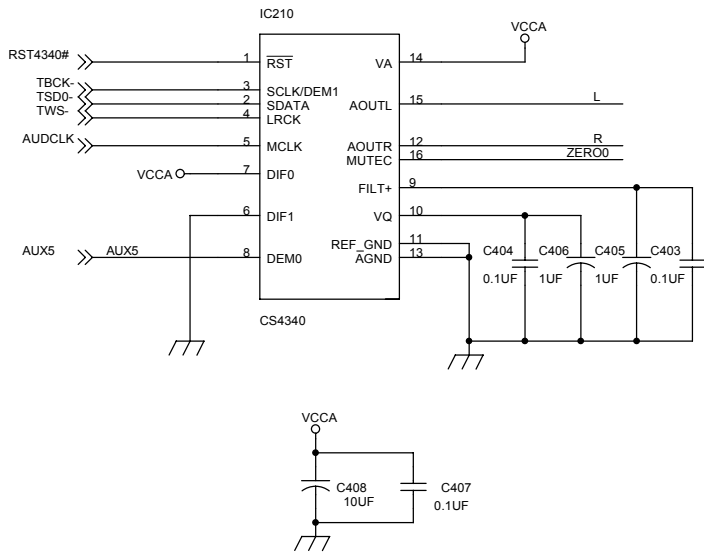 IC210
VCCA
RST4340#
1
RST
VA
14
TBCK-
3
SCLK/DEM1
TSD0-
2
SDATA
AOUTL
15
L
TWS-
4
LRCK
AUDCLK
5
MCLK
AOUTR
12
R
MUTEC
16
ZERO0
VCCA
7
DIF0
FILT+
9
6
DIF1
VQ
10
AUX5
AUX5
8
DEM0
REF_GND
11
AGND
13
C404
C406
C405
C403
0.1UF
1UF
1UF
0.1UF
CS4340
VCCA
C408
10UF
C407
0.1UF